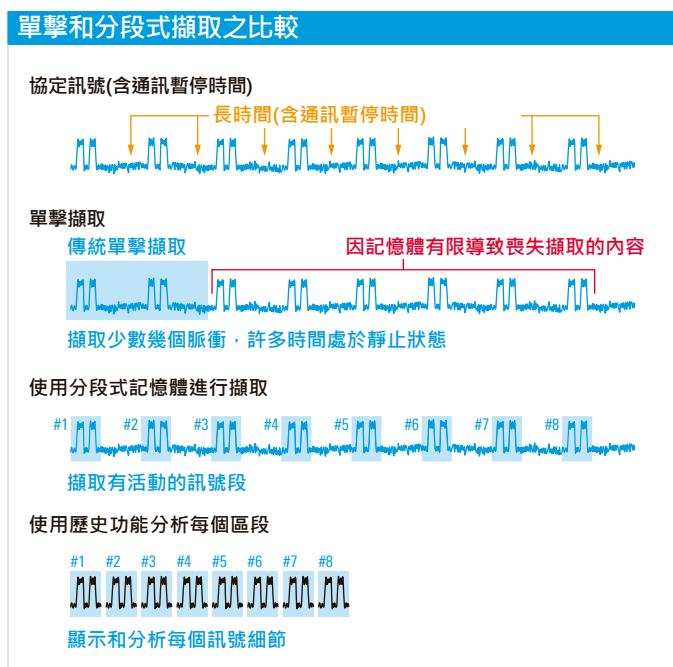 單擊和分段式擷取之比較
協定訊號(含通訊暫停時間)
長時間(含通訊暫停時間)
單擊擷取
傳統單擊擷取
因記憶體有限導致喪失擷取的內容
擷取少數幾個脈衝，許多時間處於靜止狀態
使用分段式記憶體進行擷取
#1 #2 #3 #4 #5 #6 #7 #8
擷取有活動的訊號段
使用歷史功能分析每個區段
#1 #2 #3 #4 #5 #6 #7 #8
顯示和分析每個訊號細節